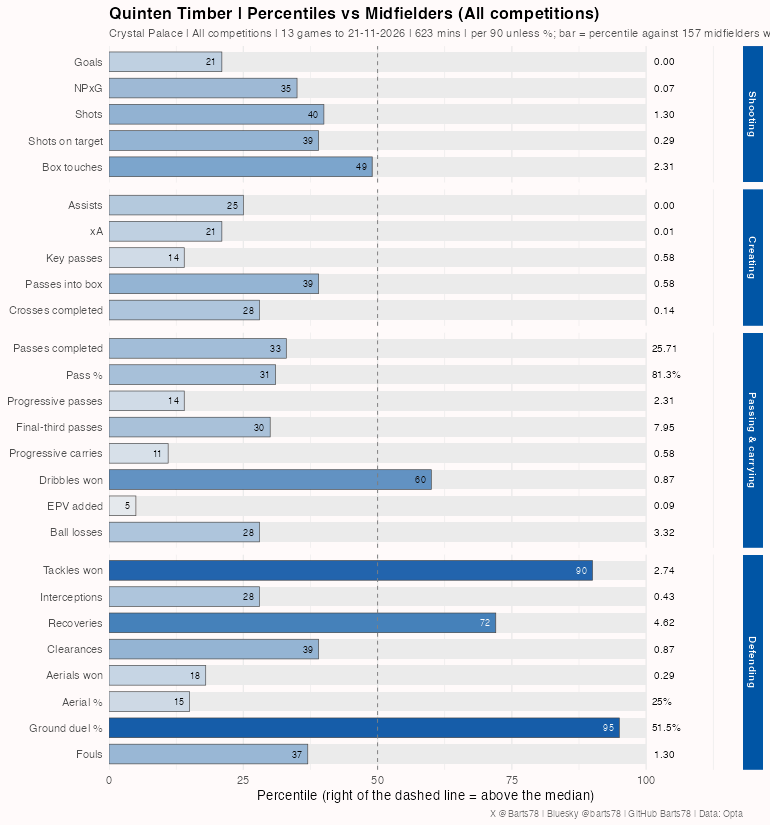 Quinten Timber | Percentiles vs Midfielders (All competitions)
Crystal Palace | All competitions | 13 games to 21-11-2026 | 623 mins | per 90 unless %; bar = percentile against 157 midfielders w
Goals 21 0.00
NPxG 35 0.07
Shots 40 1.30
Shots on target 39 0.29
Box touches 49 2.31
Shooting
Assists 25 0.00
xA 21 0.01
Key passes 14 0.58
Passes into box 39 0.58
Crosses completed 28 0.14
Creating
Passes completed 33 25.71
Pass % 31 81.3%
Progressive passes 14 2.31
Final-third passes 30 7.95
Progressive carries 11 0.58
Dribbles won 60 0.87
EPV added 5 0.09
Ball losses 28 3.32
Passing & carrying
Tackles won 90 2.74
Interceptions 28 0.43
Recoveries 72 4.62
Clearances 39 0.87
Aerials won 18 0.29
Aerial % 15 25%
Ground duel % 95 51.5%
Fouls 37 1.30
Defending
0 25 50 75 100
Percentile (right of the dashed line = above the median)
X @Barts78 | Bluesky @barts78 | GitHub Barts78 | Data: Opta